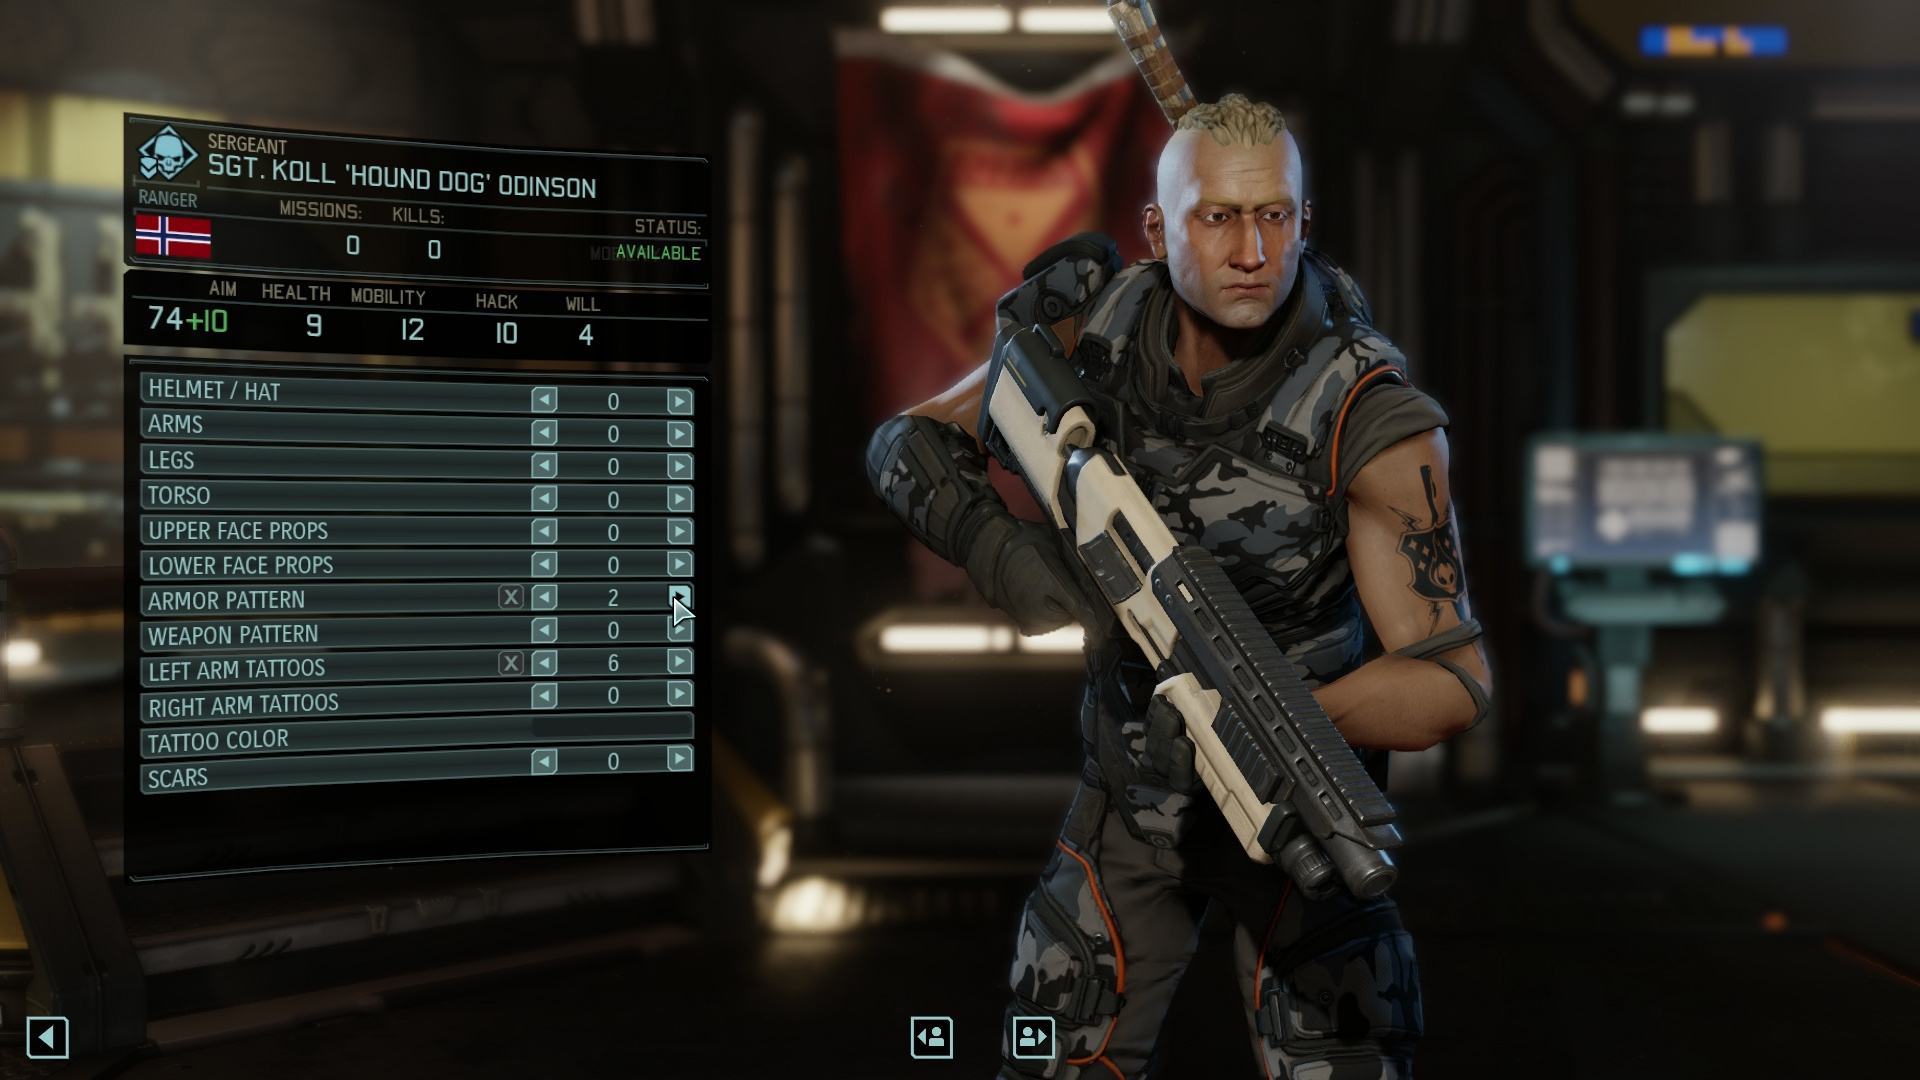 SERGEANT
SGT. KOLL 'HOUND DOG' ODINSON
RANGER
MISSIONS: KILLS: STATUS:
0 0 AVAILABLE
AIM HEALTH MOBILITY HACK WILL
74+10 9 12 10 4
HELMET / HAT 0
ARMS 0
LEGS 0
TORSO 0
UPPER FACE PROPS 0
LOWER FACE PROPS 0
ARMOR PATTERN X 2
WEAPON PATTERN 0
LEFT ARM TATTOOS X 6
RIGHT ARM TATTOOS 0
TATTOO COLOR
SCARS 0